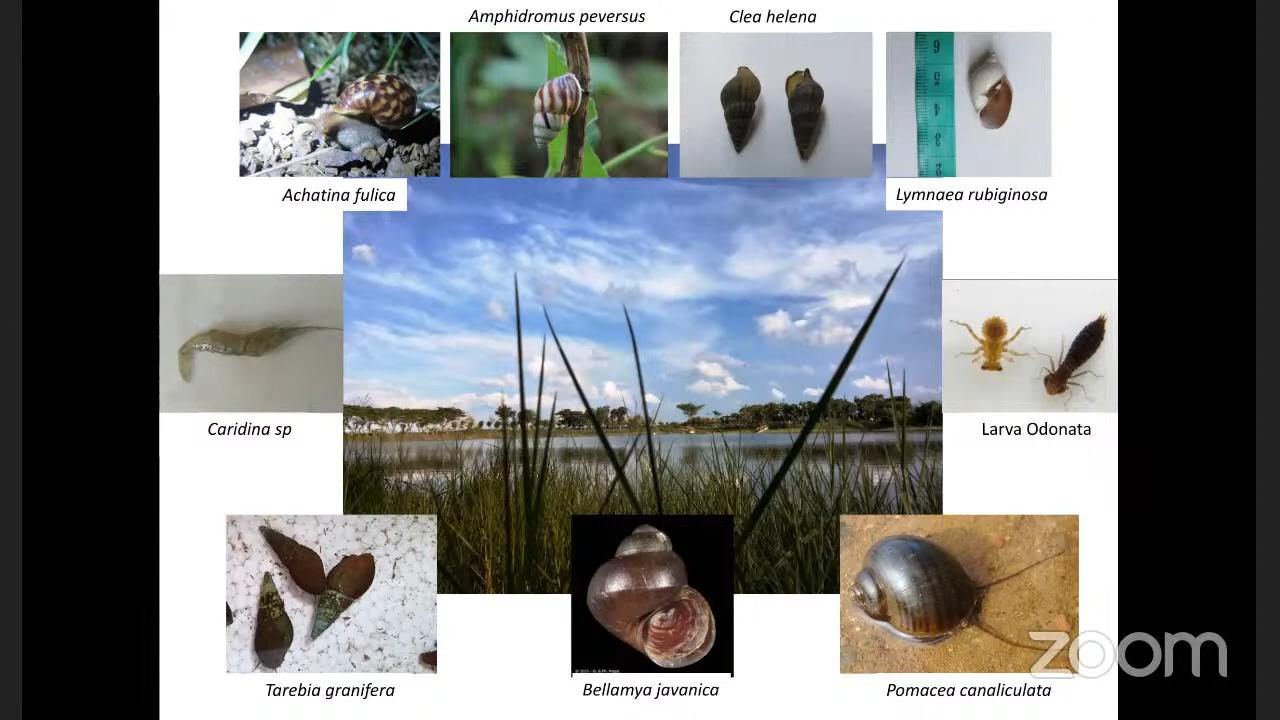 Amphidromus peversus
Clea helena
Achatina fulica
Lymnaea rubiginosa
Caridina sp
Larva Odonata
Tarebia granifera
Bellamya javanica
Pomacea canaliculata
zoom